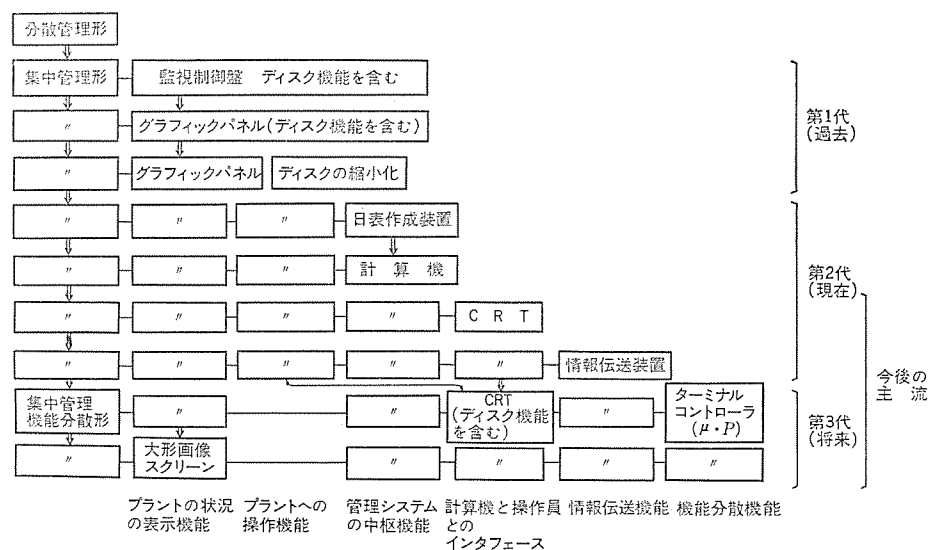 分散管理形
集中管理形 監視制御盤 ディスク機能を含む
〃 グラフィックパネル(ディスク機能を含む)
〃 グラフィックパネル ディスクの縮小化
第1代
(過去)
〃 〃 〃 日表作成装置
〃 〃 〃 計算機
〃 〃 〃 〃 CRT
〃 〃 〃 〃 〃 情報伝送装置
第2代
(現在)
集中管理
機能分散形
〃 〃
CRT
(ディスク機能
を含む)
〃
ターミナル
コントローラ
(μ・P)
〃
大形画像
スクリーン
〃 〃 〃 〃
第3代
(将来)
今後の
主流
プラントの状況
の表示機能
プラントへの
操作機能
管理システム
の中枢機能
計算機と操作員
との
インタフェース
情報伝送機能
機能分散機能